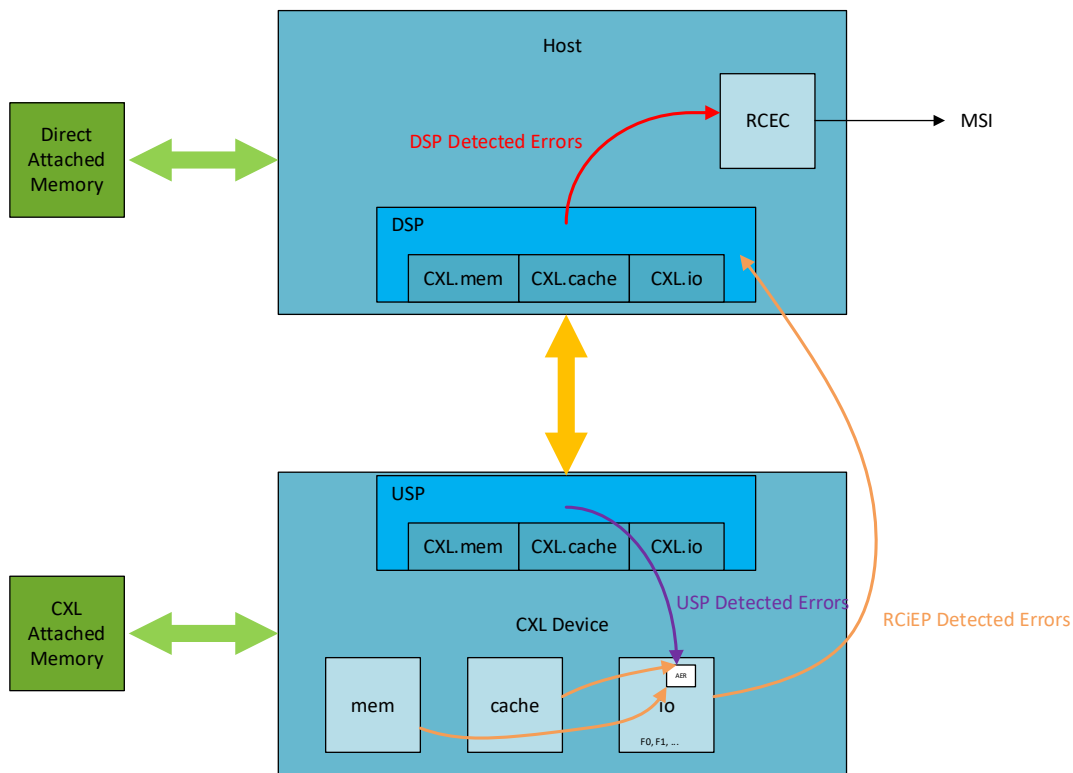 Host
RCEC
MSI
Direct
Attached
Memory
DSP Detected Errors
DSP
CXL.mem
CXL.cache
CXL.io
USP
CXL.mem
CXL.cache
CXL.io
CXL
Attached
Memory
USP Detected Errors
RCiEP Detected Errors
CXL Device
mem
cache
AER
io
F0, F1, ...